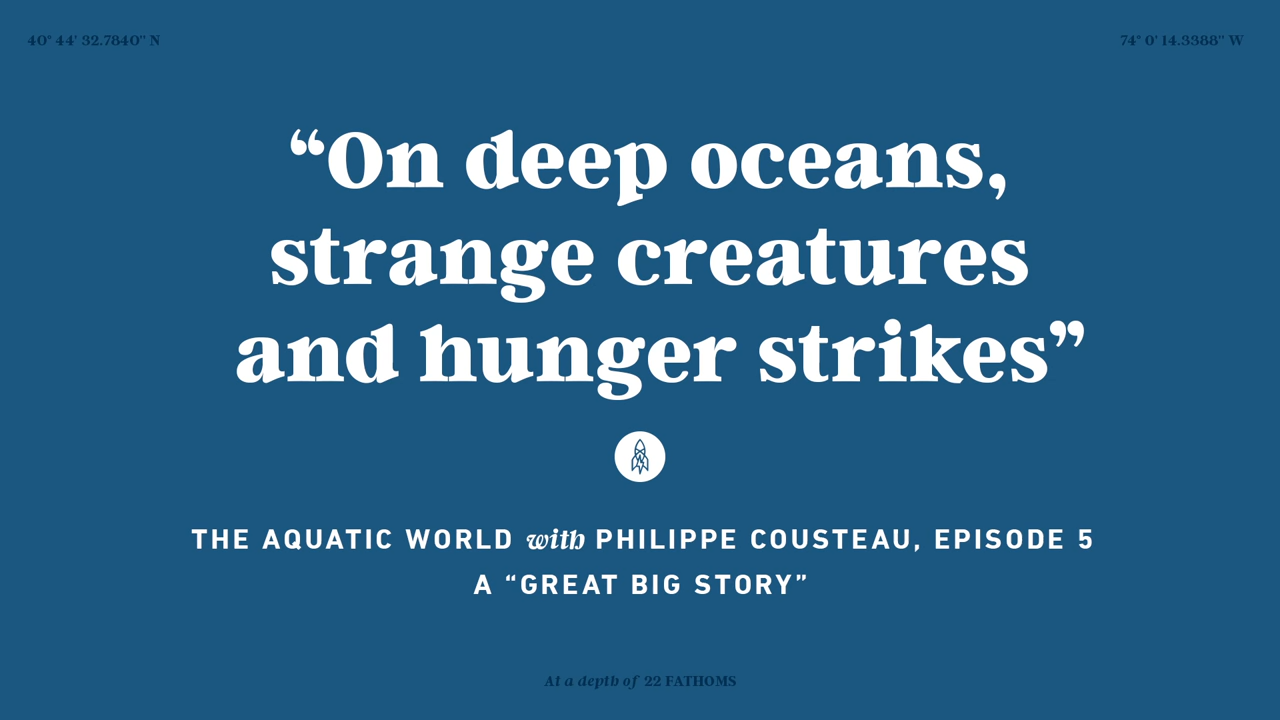 40° 44' 32.7840" N
74° 0' 14.3388" W
“On deep oceans,
strange creatures
and hunger strikes”
THE AQUATIC WORLD with PHILIPPE COUSTEAU, EPISODE 5
A “GREAT BIG STORY”
At a depth of 22 FATHOMS